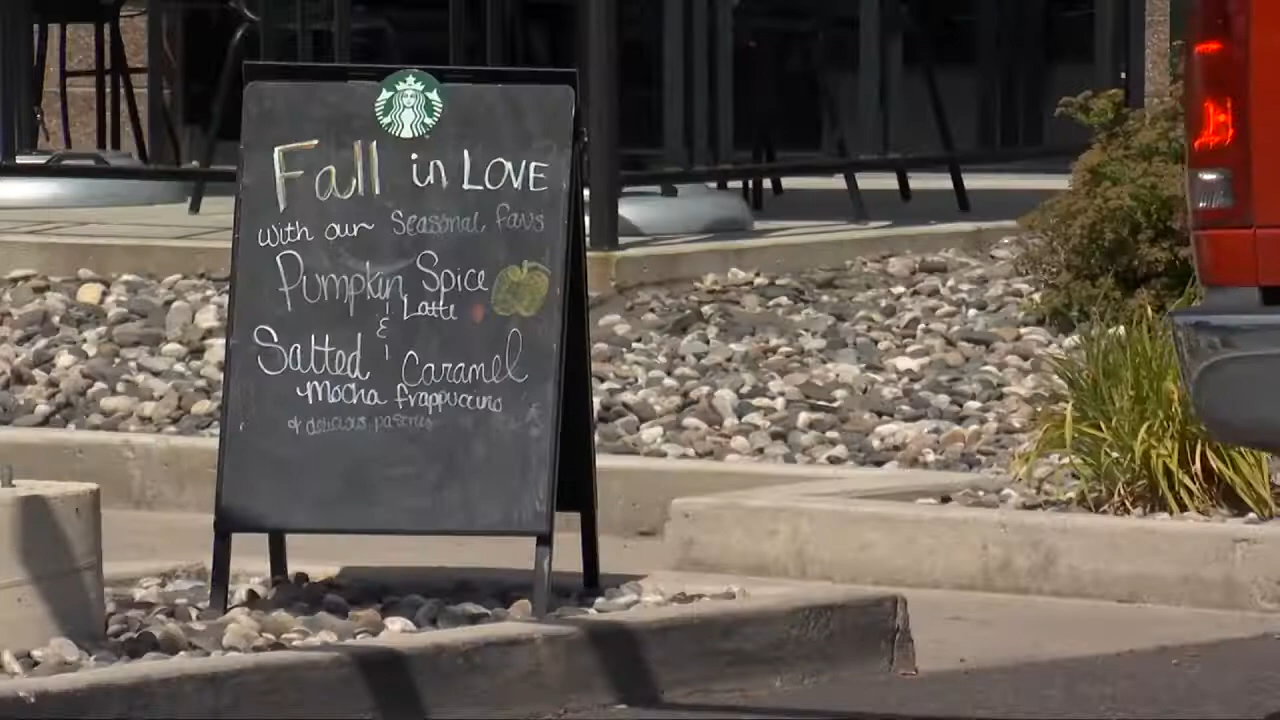 Fall in LOVE
with our Seasonal favs
Pumpkin Spice
Latte
&
Salted Caramel
Mocha frappuccino
& delicious pastries